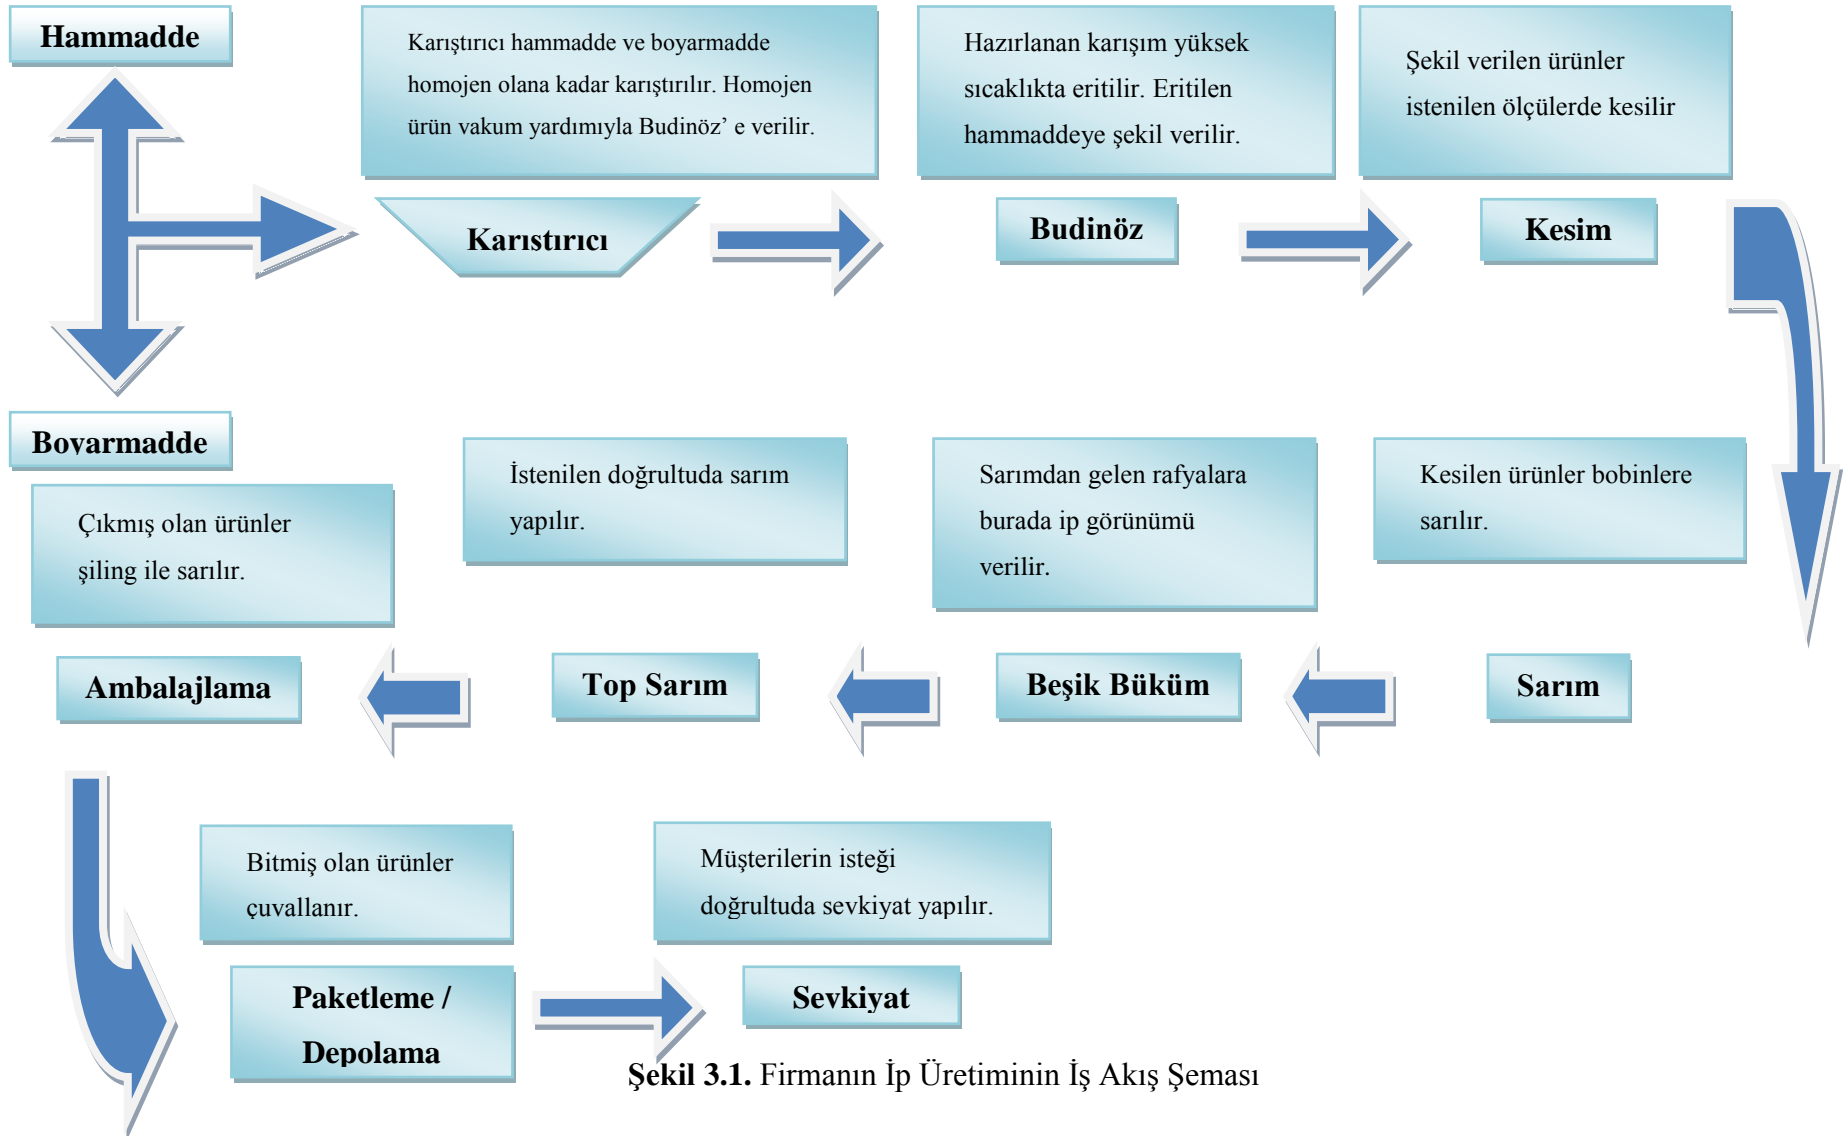 Hammadde
Karıştırıcı hammadde ve boyarmadde
homojen olana kadar karıştırılır. Homojen
ürün vakum yardımıyla Budinöz’ e verilir.
Hazırlanan karışım yüksek
sıcaklıkta eritilir. Eritilen
hammaddeye şekil verilir.
Şekil verilen ürünler
istenilen ölçülerde kesilir
Karıstırıcı
Budinöz
Kesim
Boyarmadde
Çıkmış olan ürünler
şiling ile sarılır.
İstenilen doğrultuda sarım
yapılır.
Sarımdan gelen rafyalara
burada ip görünümü
verilir.
Kesilen ürünler bobinlere
sarılır.
Ambalajlama
Top Sarım
Beşik Büküm
Sarım
Bitmiş olan ürünler
çuvallanır.
Müşterilerin isteği
doğrultuda sevkiyat yapılır.
Paketleme /
Depolama
Sevkiyat
Şekil 3.1. Firmanın İp Üretiminin İş Akış Şeması